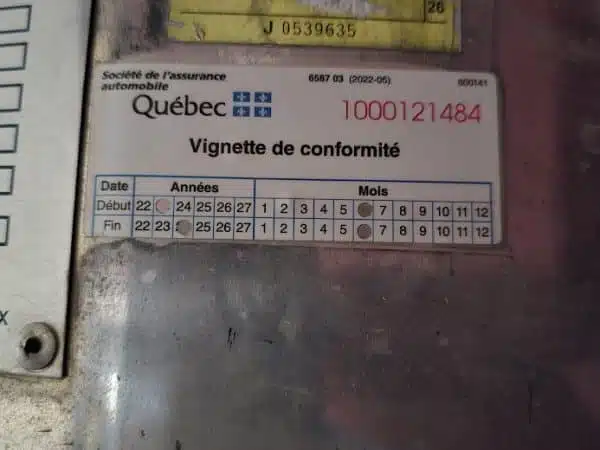 26
J 0539635
Société de l'assurance
automobile
6587 03 (2022-05)
Québec
1000121484
Vignette de conformité
Date Années Mois
Début 22 24 25 26 27 1 2 3 4 5 7 8 9 10 11 12
Fin 22 23 25 26 27 1 2 3 4 5 7 8 9 10 11 12
X